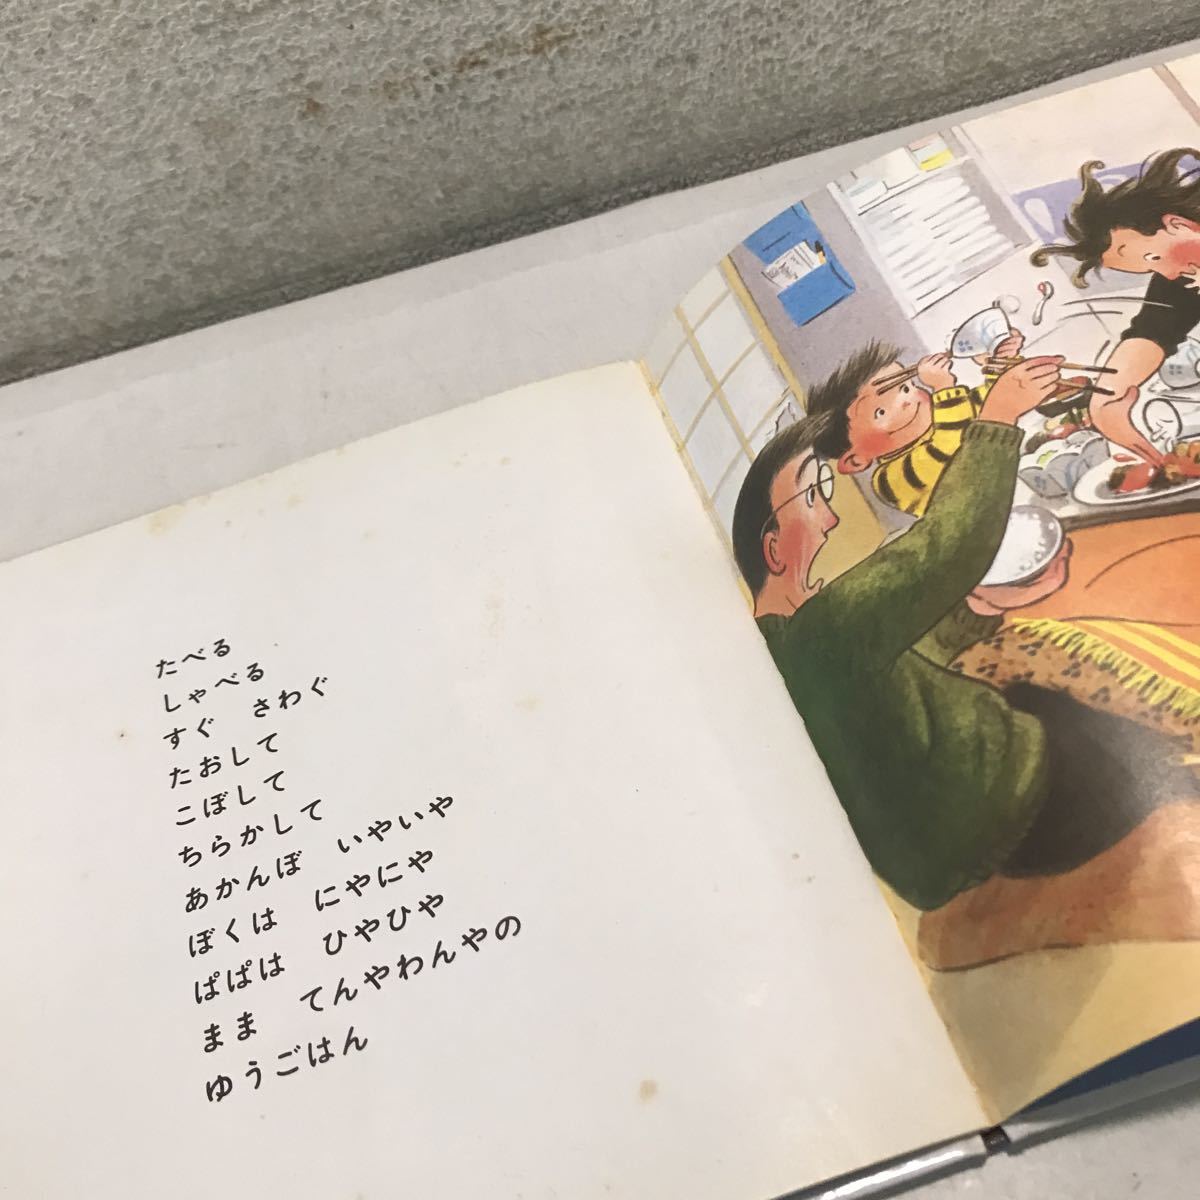 たべる
しゃべる
すぐ　さわぐ
たおして
こぼして
ちらかして
あかんぼ　いやいや
ぼくは　にやにや
ぱぱは　ひやひや
まま　てんやわんやの
ゆうごはん